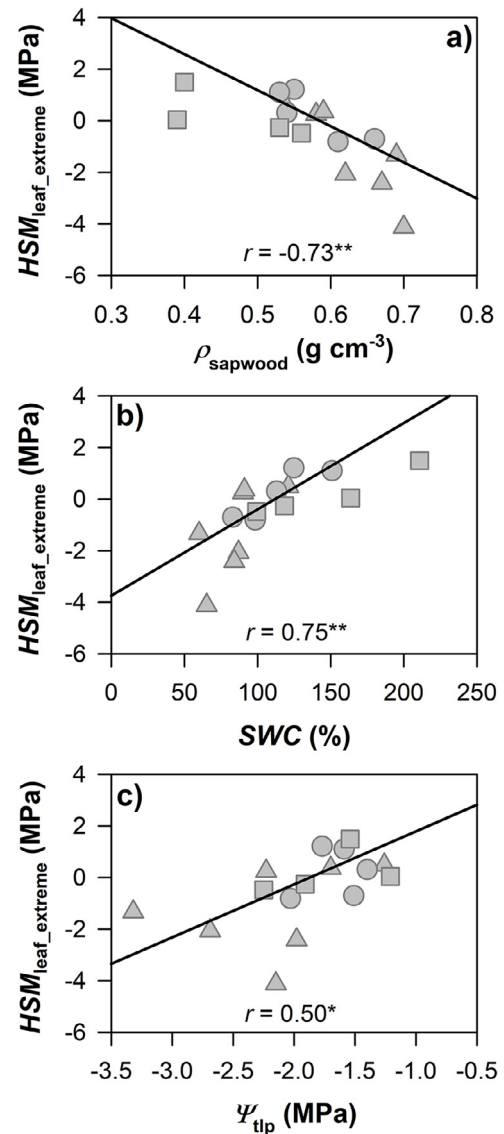 a)
4
2
0
-2
-4
-6
HSMleaf_extreme (MPa)
r = -0.73**
0.3 0.4 0.5 0.6 0.7 0.8
ρsapwood (g cm-3)
b)
4
2
0
-2
-4
-6
HSMleaf_extreme (MPa)
r = 0.75**
0 50 100 150 200 250
SWC (%)
c)
4
2
0
-2
-4
-6
HSMleaf_extreme (MPa)
r = 0.50*
-3.5 -3.0 -2.5 -2.0 -1.5 -1.0 -0.5
Ψtlp (MPa)